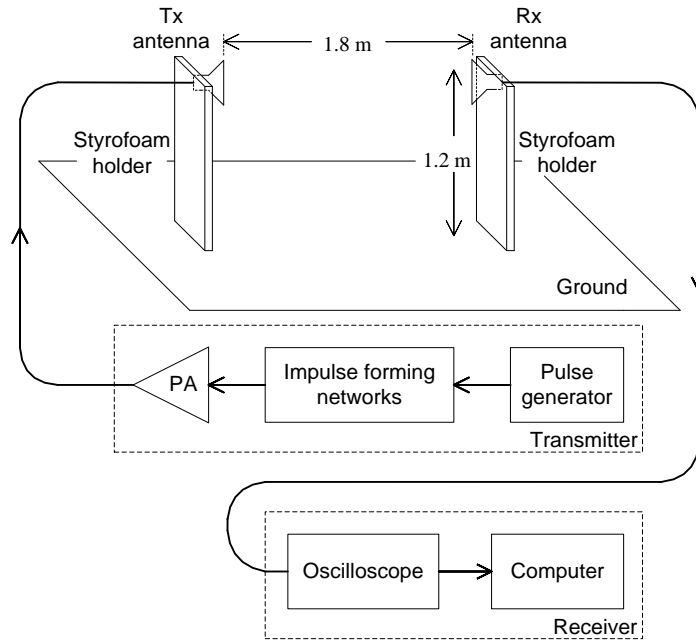 Tx
antenna
1.8 m
Rx
antenna
Styrofoam
holder
1.2 m
Styrofoam
holder
Ground
PA
Impulse forming
networks
Pulse
generator
Transmitter
Oscilloscope
Computer
Receiver